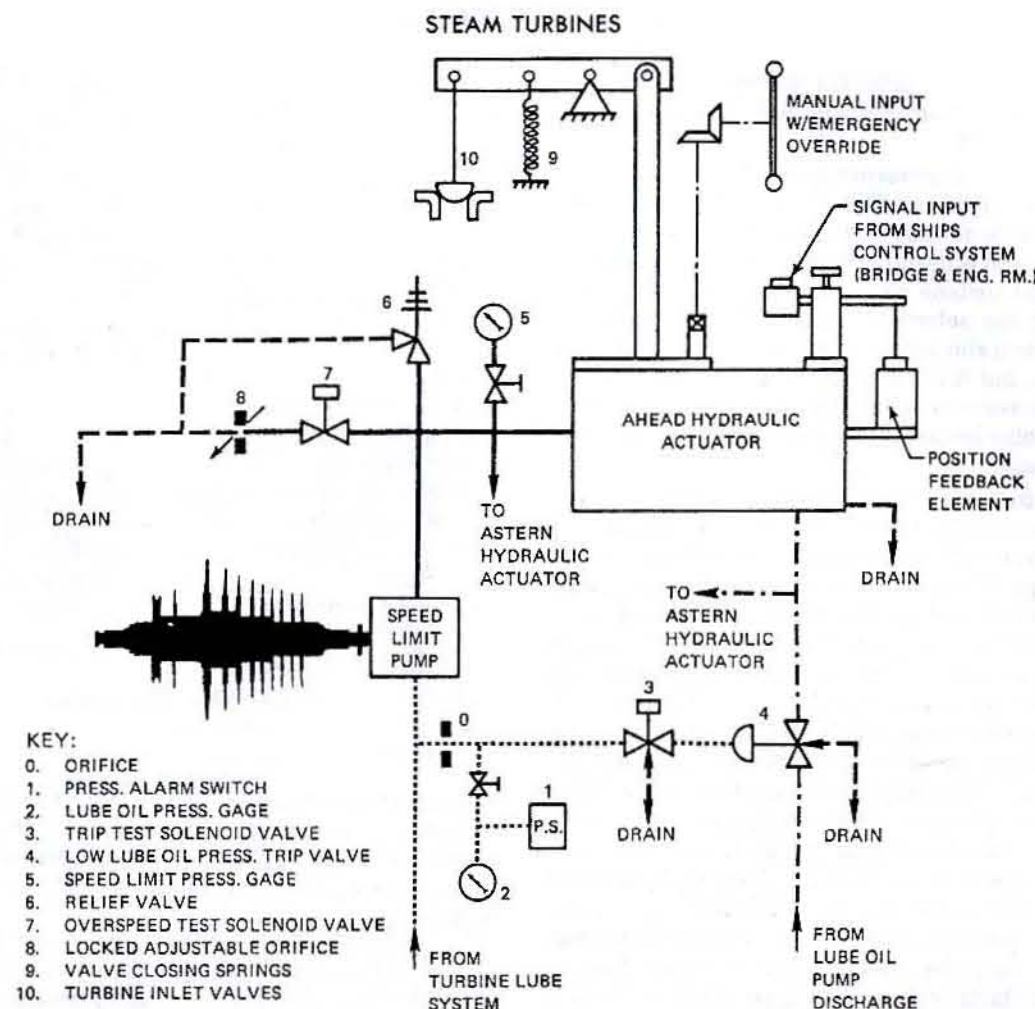 STEAM TURBINES
MANUAL INPUT
W/EMERGENCY
OVERRIDE
10
9
SIGNAL INPUT
FROM SHIPS
CONTROL SYSTEM
(BRIDGE & ENG. RM.)
6
5
7
8
AHEAD HYDRAULIC
ACTUATOR
POSITION
FEEDBACK
ELEMENT
DRAIN
TO
ASTERN
HYDRAULIC
ACTUATOR
DRAIN
TO
ASTERN
HYDRAULIC
ACTUATOR
SPEED
LIMIT
PUMP
0
3
4
1
P.S.
DRAIN
DRAIN
2
FROM
TURBINE LUBE
SYSTEM
FROM
LUBE OIL
PUMP
DISCHARGE
KEY:
0. ORIFICE
1. PRESS. ALARM SWITCH
2. LUBE OIL PRESS. GAGE
3. TRIP TEST SOLENOID VALVE
4. LOW LUBE OIL PRESS. TRIP VALVE
5. SPEED LIMIT PRESS. GAGE
6. RELIEF VALVE
7. OVERSPEED TEST SOLENOID VALVE
8. LOCKED ADJUSTABLE ORIFICE
9. VALVE CLOSING SPRINGS
10. TURBINE INLET VALVES